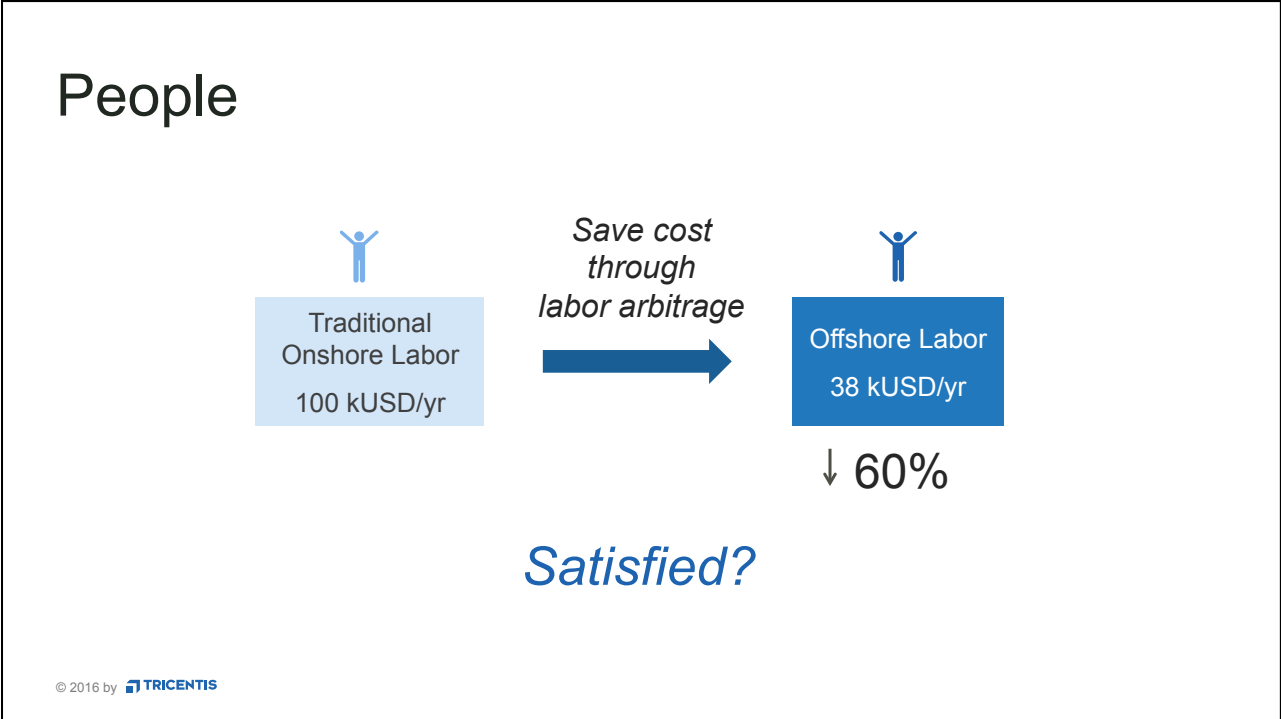 People
Save cost
through
labor arbitrage
Traditional
Onshore Labor
100 kUSD/yr
Offshore Labor
38 kUSD/yr
↓ 60%
Satisfied?
© 2016 by TRICENTIS